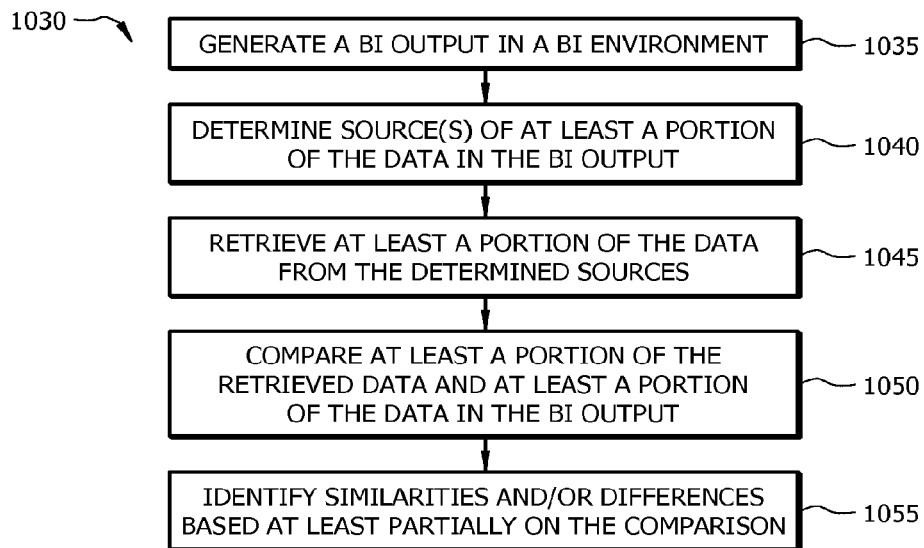 1030
GENERATE A BI OUTPUT IN A BI ENVIRONMENT
1035
DETERMINE SOURCE(S) OF AT LEAST A PORTION
OF THE DATA IN THE BI OUTPUT
1040
RETRIEVE AT LEAST A PORTION OF THE DATA
FROM THE DETERMINED SOURCES
1045
COMPARE AT LEAST A PORTION OF THE
RETRIEVED DATA AND AT LEAST A PORTION
OF THE DATA IN THE BI OUTPUT
1050
IDENTIFY SIMILARITIES AND/OR DIFFERENCES
BASED AT LEAST PARTIALLY ON THE COMPARISON
1055